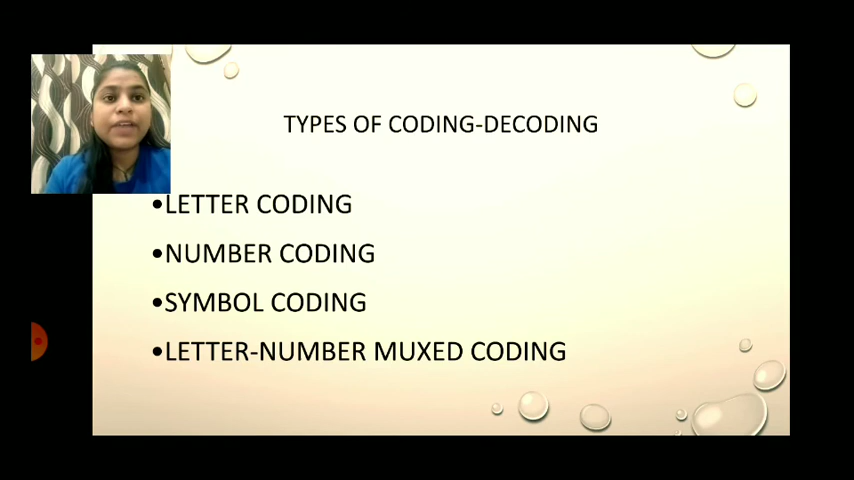 TYPES OF CODING-DECODING
•LETTER CODING
•NUMBER CODING
•SYMBOL CODING
•LETTER-NUMBER MUXED CODING